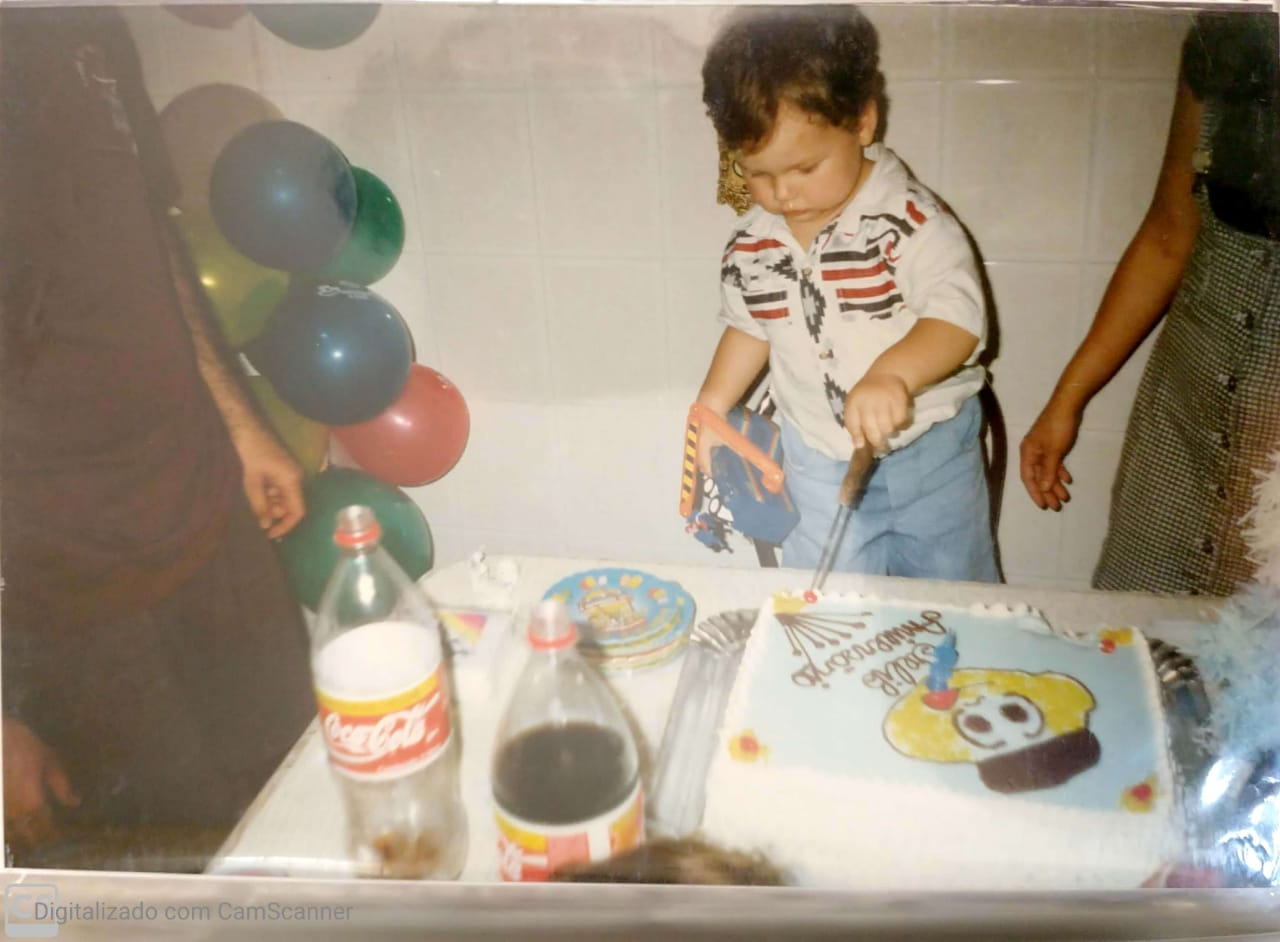 Feliz
Aniversário
Coca-Cola
Digitalizado com CamScanner